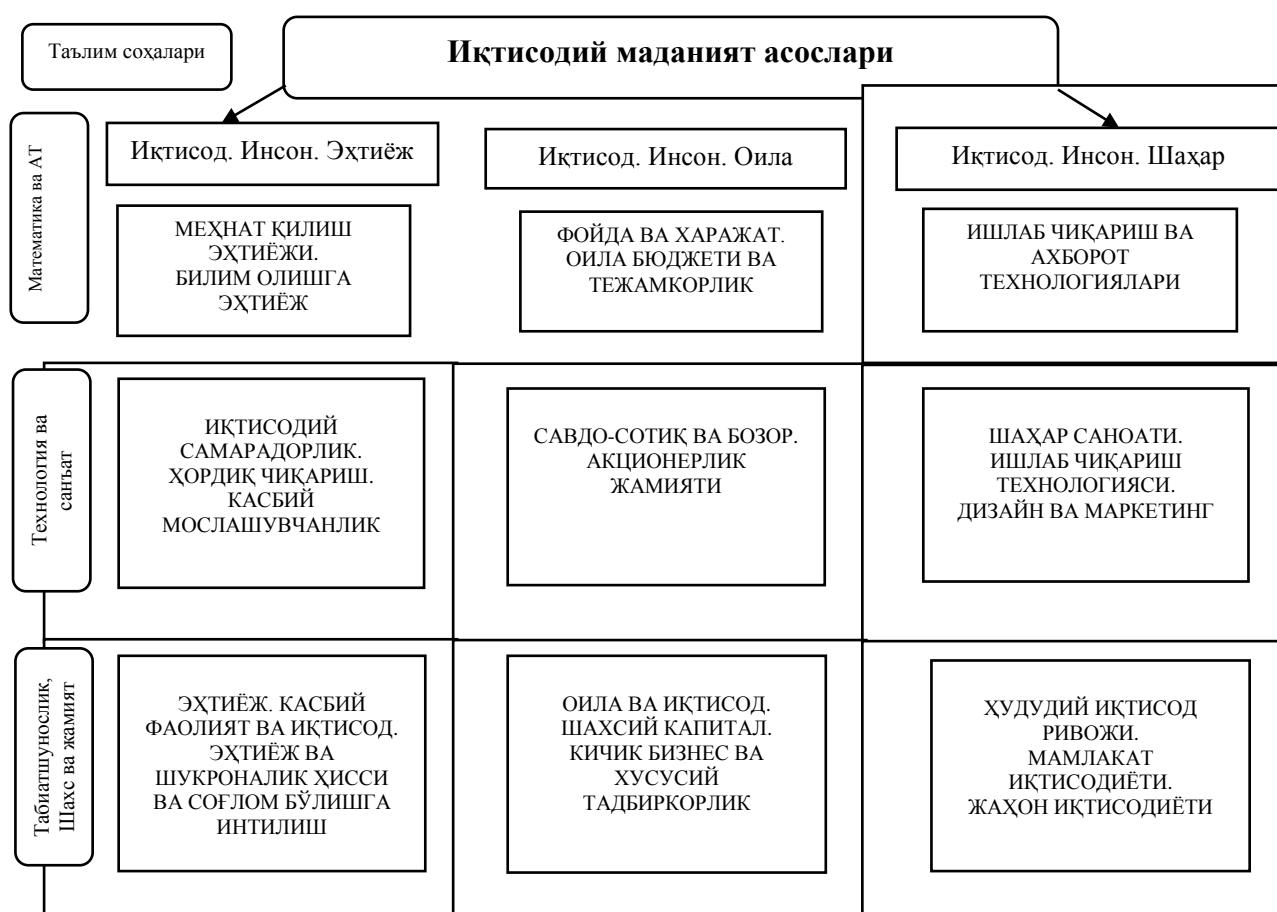 Таълим соҳалари
Иқтисодий маданият асослари
Математика ва АТ
Иқтисод. Инсон. Эҳтиёж
Иқтисод. Инсон. Оила
Иқтисод. Инсон. Шаҳар
МЕҲНАТ ҚИЛИШ
ЭҲТИЁЖИ.
БИЛИМ ОЛИШГА
ЭҲТИЁЖ
ФОЙДА ВА ХАРАЖАТ.
ОИЛА БЮДЖЕТИ ВА
ТЕЖАМКОРЛИК
ИШЛАБ ЧИҚАРИШ ВА
АХБОРОТ
ТЕХНОЛОГИЯЛАРИ
Технология ва
санъат
ИҚТИСОДИЙ
САМАРАДОРЛИК.
ҲОРДИҚ ЧИҚАРИШ.
КАСБИЙ
МОСЛАШУВЧАНЛИК
САВДО-СОТИҚ ВА БОЗОР.
АКЦИОНЕРЛИК
ЖАМИЯТИ
ШАҲАР САНОАТИ.
ИШЛАБ ЧИҚАРИШ
ТЕХНОЛОГИЯСИ.
ДИЗАЙН ВА МАРКЕТИНГ
Табиатшунослик,
Шахс ва жамият
ЭҲТИЁЖ. КАСБИЙ
ФАОЛИЯТ ВА ИҚТИСОД.
ЭҲТИЁЖ ВА
ШУКРОНАЛИК ҲИССИ
ВА СОҒЛОМ БЎЛИШГА
ИНТИЛИШ
ОИЛА ВА ИҚТИСОД.
ШАХСИЙ КАПИТАЛ.
КИЧИК БИЗНЕС ВА
ХУСУСИЙ
ТАДБИРКОРЛИК
ҲУДУДИЙ ИҚТИСОД
РИВОЖИ.
МАМЛАКАТ
ИҚТИСОДИЁТИ.
ЖАҲОН ИҚТИСОДИЁТИ